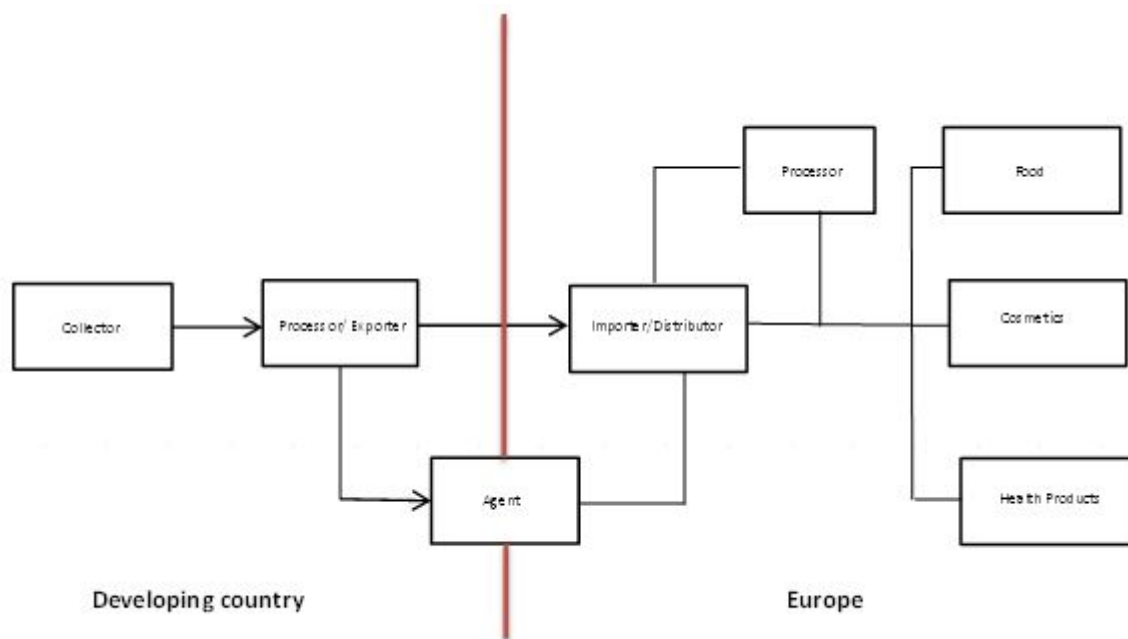 Processor
Food
Collector
Processor/ Exporter
Importer/Distributor
Cosmetics
Agent
Health Products
Developing country
Europe